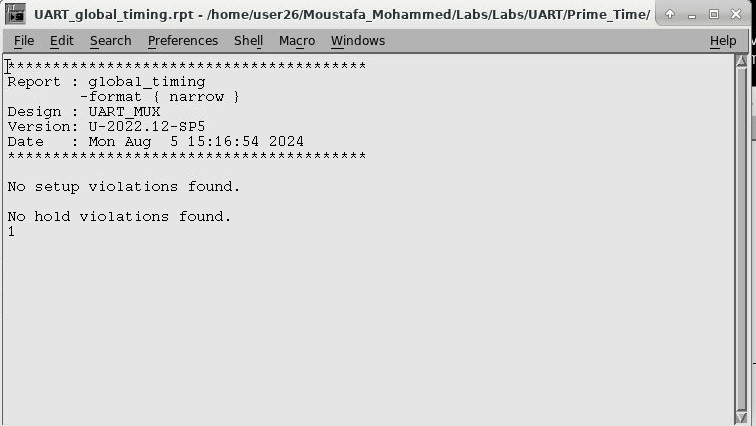 UART_global_timing.rpt - /home/user26/Moustafa_Mohammed/Labs/Labs/UART/Prime_Time/
File Edit Search Preferences Shell Macro Windows Help
****************************************
Report : global_timing
        -format { narrow }
Design : UART_MUX
Version: U-2022.12-SP5
Date   : Mon Aug  5 15:16:54 2024
****************************************
No setup violations found.
No hold violations found.
1